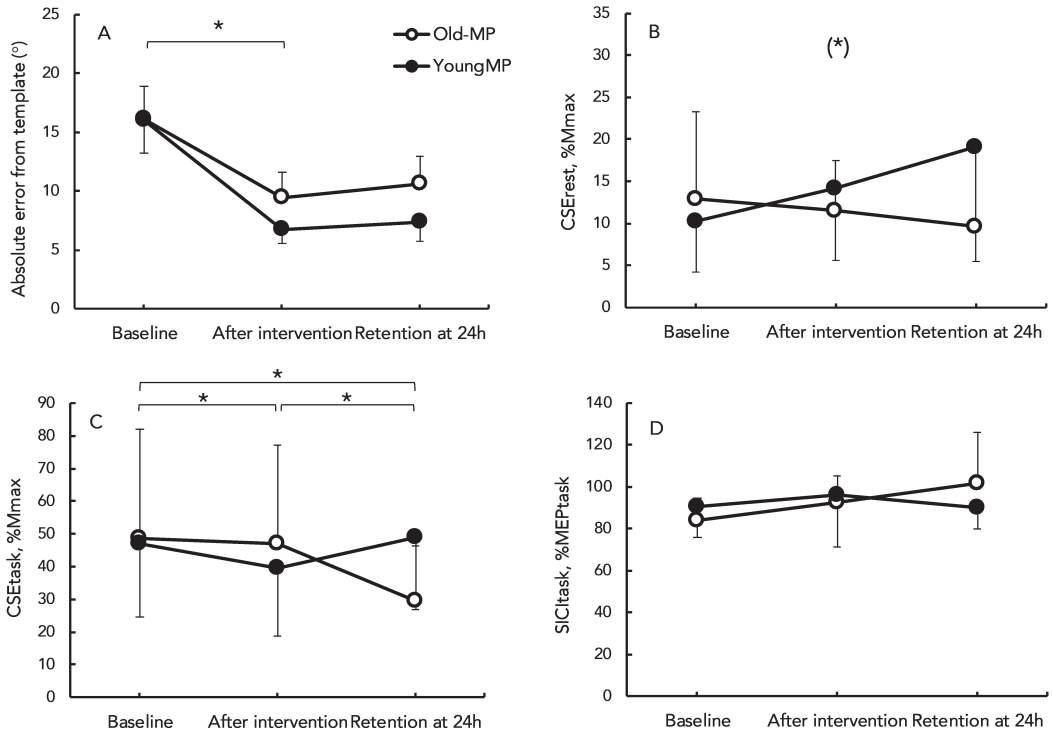 A
*
Old-MP
YoungMP
Absolute error from template (°)
25
20
15
10
5
0
Baseline
After intervention
Retention at 24h
B
(*)
CSErest, %Mmax
35
30
25
20
15
10
5
0
Baseline
After intervention
Retention at 24h
C
*
*
*
CSEtask, %Mmax
90
80
70
60
50
40
30
20
10
0
Baseline
After intervention
Retention at 24h
D
SICItask, %MEPtask
140
120
100
80
60
40
20
0
Baseline
After intervention
Retention at 24h